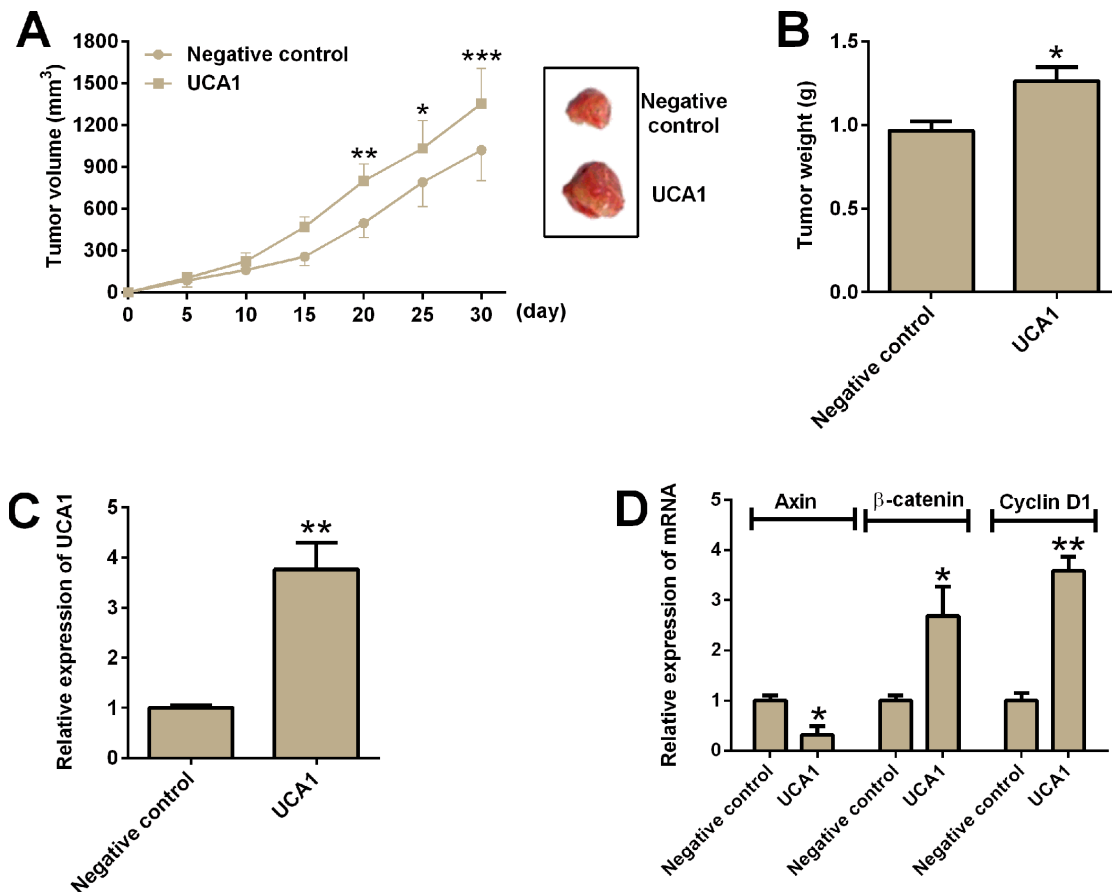 A
Tumor volume (mm3)
1800
1500
1200
900
600
300
0
0 5 10 15 20 25 30 (day)
Negative control
UCA1
**
*
***
Negative
control
UCA1
B
Tumor weight (g)
1.5
1.0
0.5
0.0
*
Negative control
UCA1
C
Relative expression of UCA1
5
4
3
2
1
0
**
Negative control
UCA1
D
Relative expression of mRNA
5
4
3
2
1
0
Axin
β-catenin
Cyclin D1
*
*
**
Negative control
UCA1
Negative control
UCA1
Negative control
UCA1